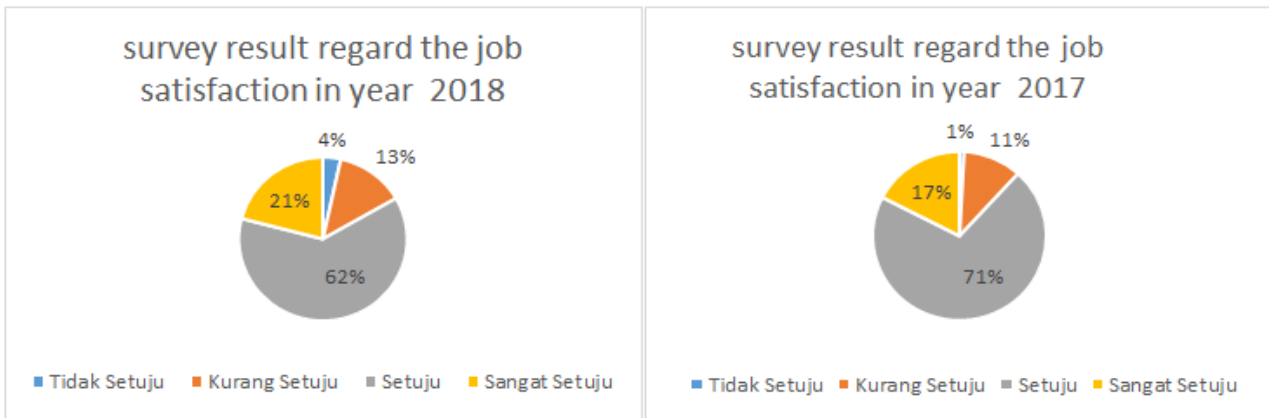 survey result regard the job
satisfaction in year 2018
4%
13%
21%
62%
Tidak Setuju Kurang Setuju Setuju Sangat Setuju
survey result regard the job
satisfaction in year 2017
1%
11%
17%
71%
Tidak Setuju Kurang Setuju Setuju Sangat Setuju